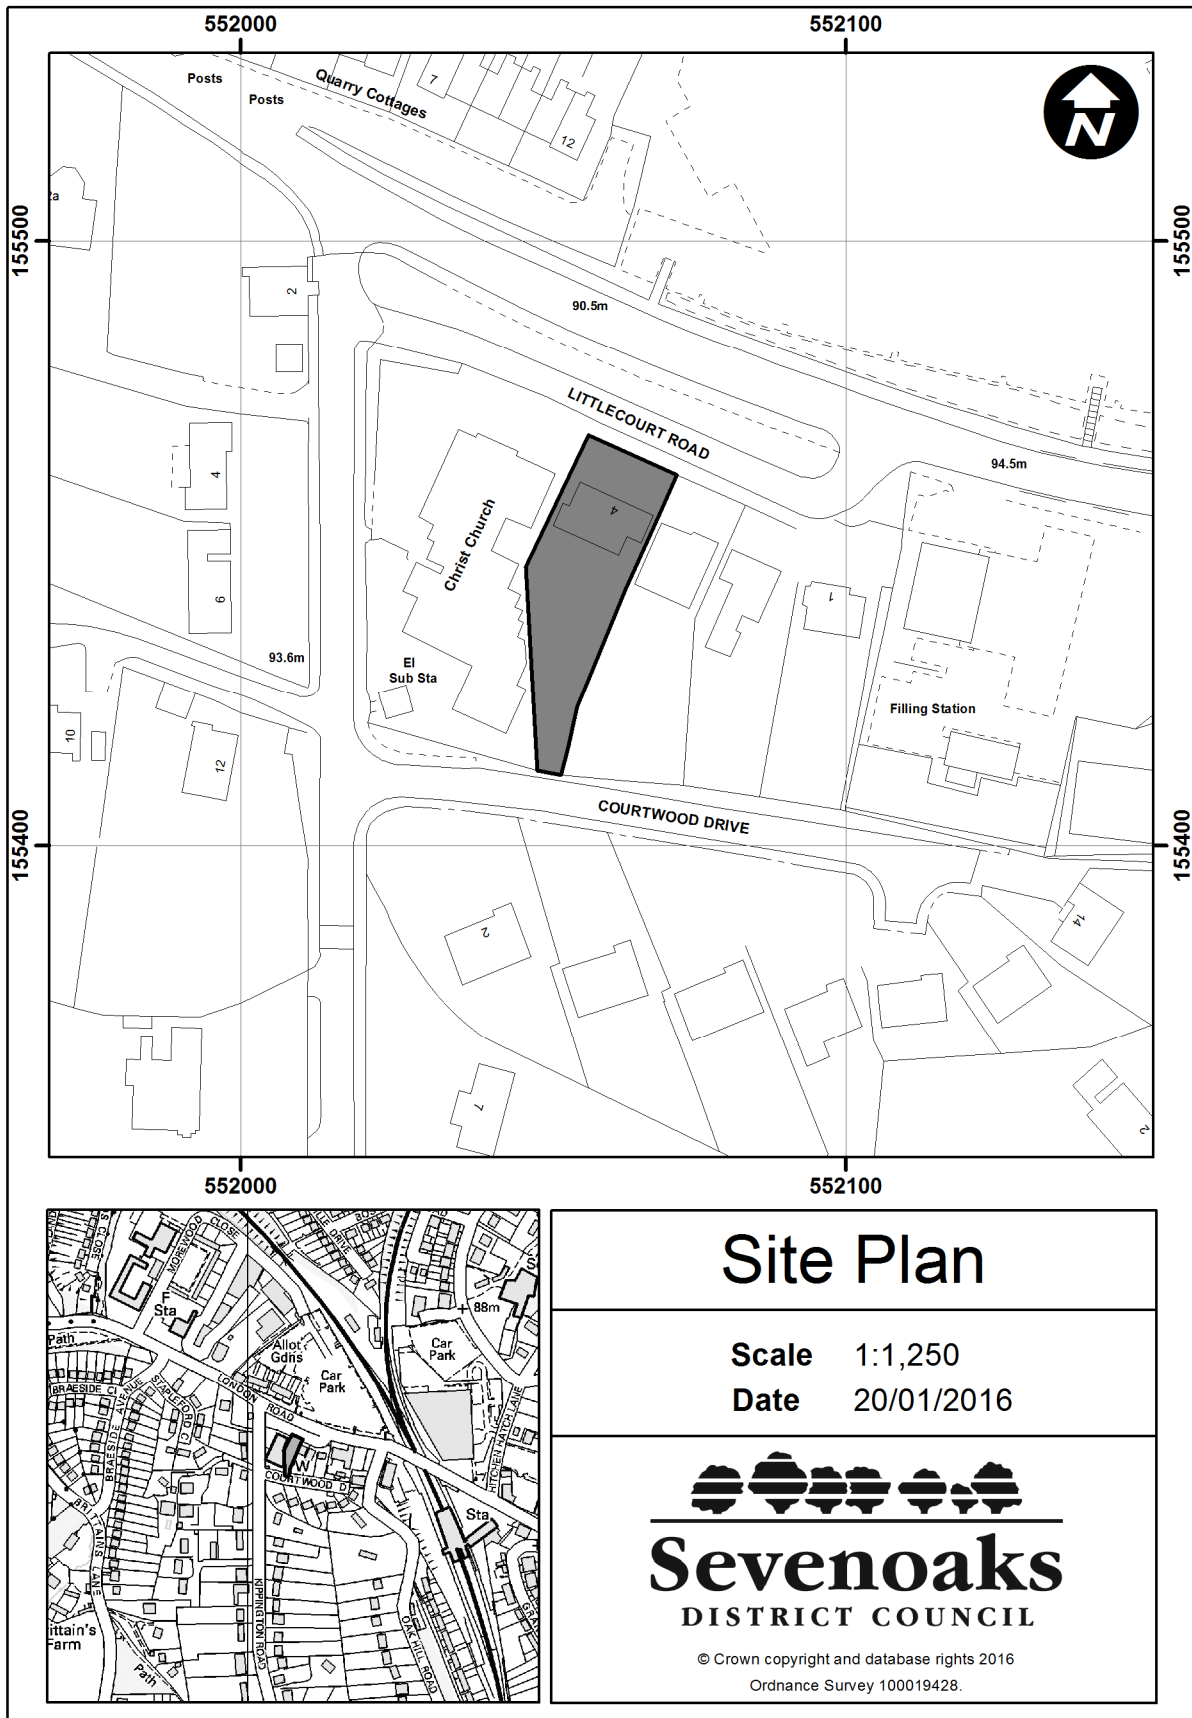 552000
552100
Posts
Posts
Quarry Cottages
7
12
N
2a
155500
155500
2
90.5m
LITTLECOURT ROAD
94.5m
4
4
Christ Church
6
1
93.6m
El
Sub Sta
Filling Station
10
12
COURTWOOD DRIVE
155400
155400
2
14
7
2
552000
552100
S CLOSE
MOREWOOD CLOSE
F
Sta
Path
BRAESIDE CL
BRAESIDE AVENUE
STAPLEFORD C
LONDON ROAD
Allot
Gdns
Car
Park
Car
Park
88m
HITCHEN HATCH LANE
W
COURTWOOD D
Sta
BRITTAINS LANE
KIPPINGTON ROAD
OAK HILL ROAD
GRA
ittain's
Farm
Path
Site Plan
Scale 1:1,250
Date 20/01/2016
Sevenoaks
DISTRICT COUNCIL
© Crown copyright and database rights 2016
Ordnance Survey 100019428.